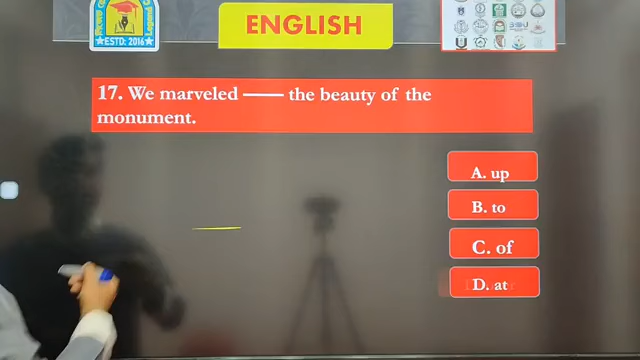 ESTD: 2016
ENGLISH
17. We marveled —— the beauty of the
monument.
A. up
B. to
C. of
D. at